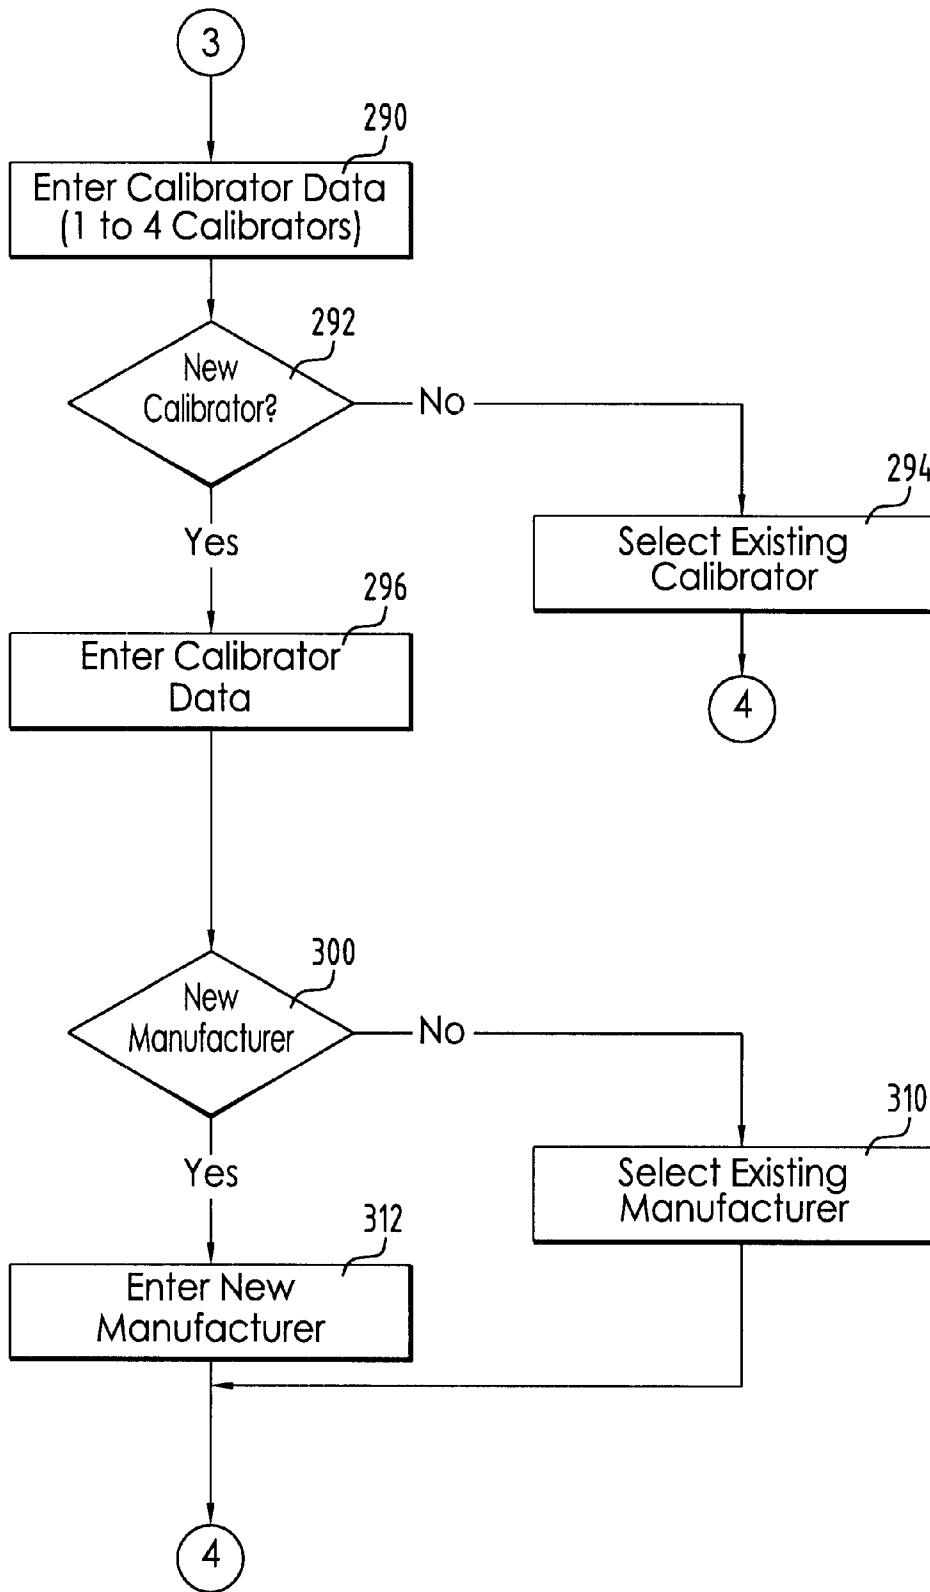 3
290
Enter Calibrator Data
(1 to 4 Calibrators)
292
New
Calibrator?
No
Yes
294
Select Existing
Calibrator
4
296
Enter Calibrator
Data
300
New
Manufacturer
No
Yes
310
Select Existing
Manufacturer
312
Enter New
Manufacturer
4